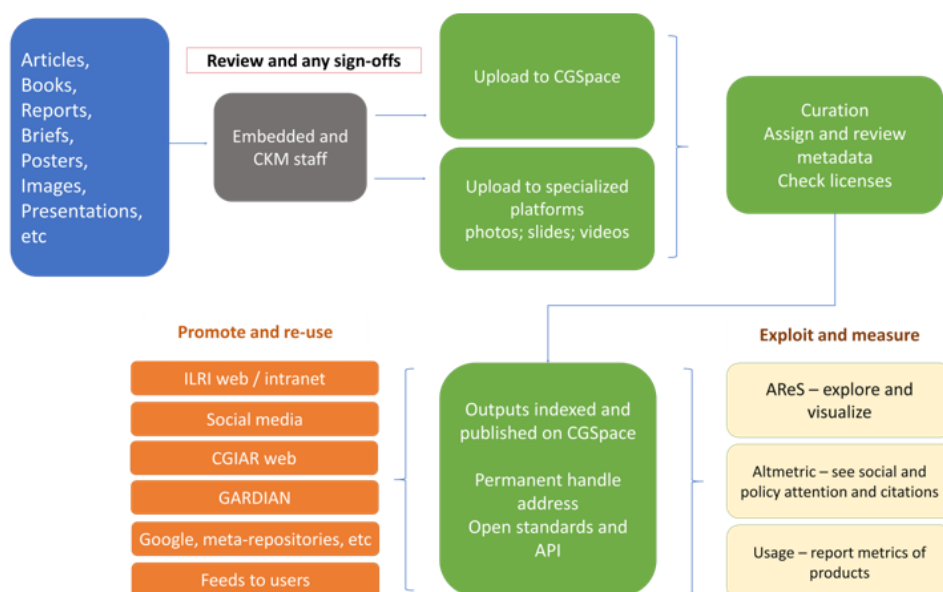 Articles,
Books,
Reports,
Briefs,
Posters,
Images,
Presentations,
etc
Review and any sign-offs
Embedded and
CKM staff
Upload to CGSpace
Upload to specialized
platforms
photos; slides; videos
Curation
Assign and review
metadata
Check licenses
Promote and re-use
ILRI web / intranet
Social media
CGIAR web
GARDIAN
Google, meta-repositories, etc
Feeds to users
Outputs indexed and
published on CGSpace
Permanent handle
address
Open standards and
API
Exploit and measure
AReS – explore and
visualize
Altmetric – see social and
policy attention and citations
Usage – report metrics of
products